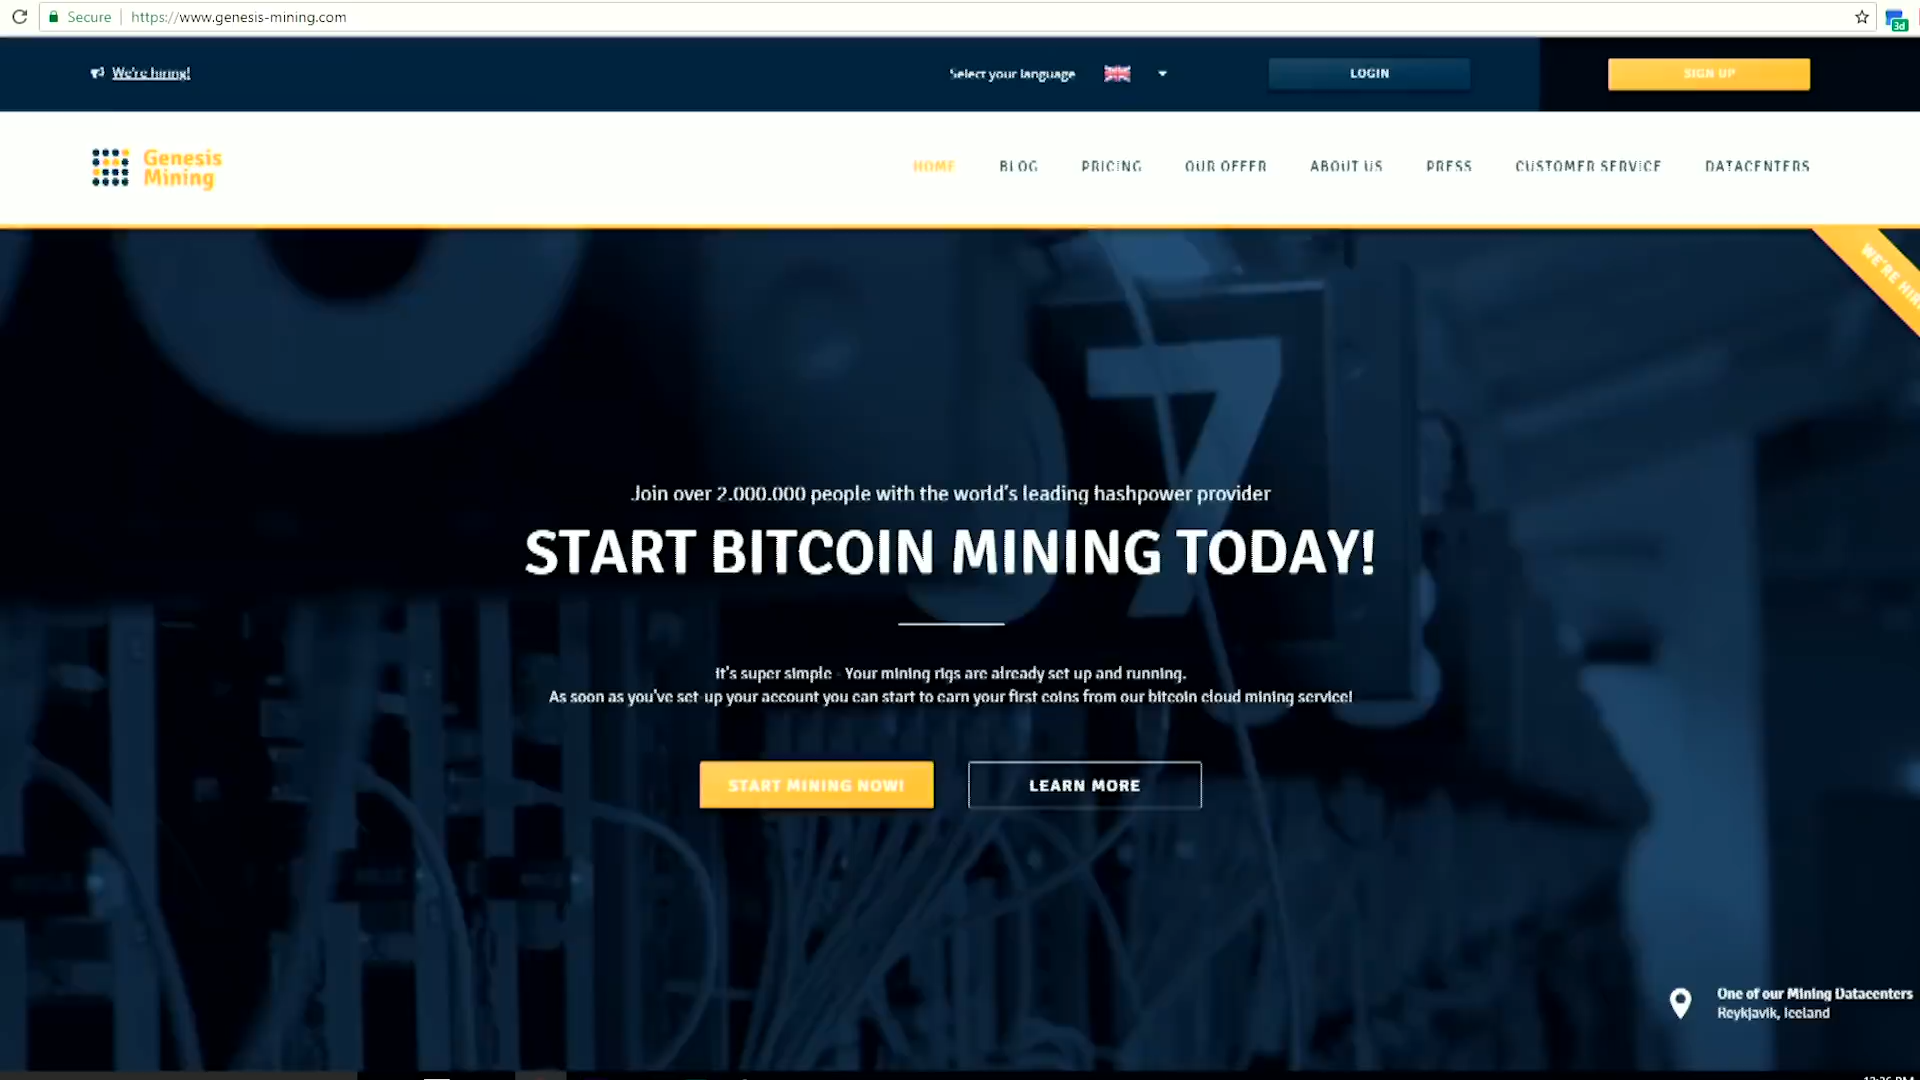 Secure
https://www.genesis-mining.com
3d
We're hiring!
Select your language
LOGIN
SIGN UP
Genesis
Mining
HOME
BLOG
PRICING
OUR OFFER
ABOUT US
PRESS
CUSTOMER SERVICE
DATACENTERS
WE'RE
7
Join over 2.000.000 people with the world's leading hashpower provider
START BITCOIN MINING TODAY!
It's super simple - Your mining rigs are already set up and running.
As soon as you've set-up your account you can start to earn your first coins from our bitcoin cloud mining service!
START MINING NOW!
LEARN MORE
One of our Mining Datacenters
Reykjavik, Iceland